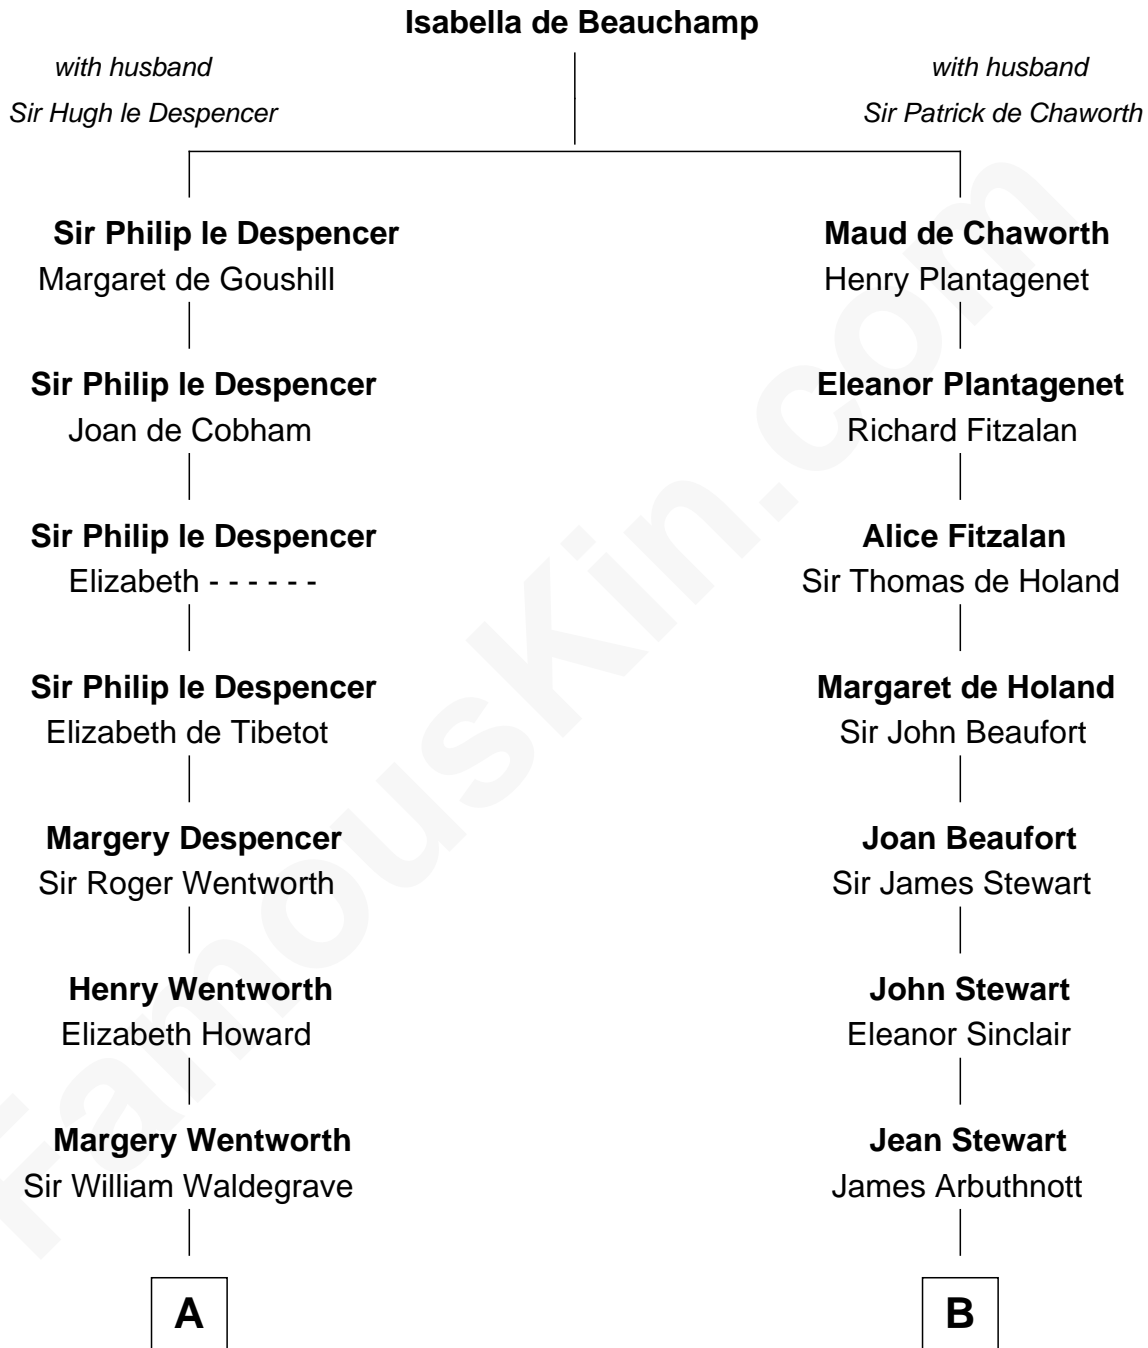 Isabella de Beauchamp
with husband
Sir Hugh le Despencer
with husband
Sir Patrick de Chaworth
Sir Philip le Despencer
Margaret de Goushill
Maud de Chaworth
Henry Plantagenet
Sir Philip le Despencer
Joan de Cobham
Eleanor Plantagenet
Richard Fitzalan
Sir Philip le Despencer
Elizabeth - - - - - -
Alice Fitzalan
Sir Thomas de Holand
Sir Philip le Despencer
Elizabeth de Tibetot
Margaret de Holand
Sir John Beaufort
Margery Despencer
Sir Roger Wentworth
Joan Beaufort
Sir James Stewart
Henry Wentworth
Elizabeth Howard
John Stewart
Eleanor Sinclair
Margery Wentworth
Sir William Waldegrave
Jean Stewart
James Arbuthnott
A
B
FamousKin.com